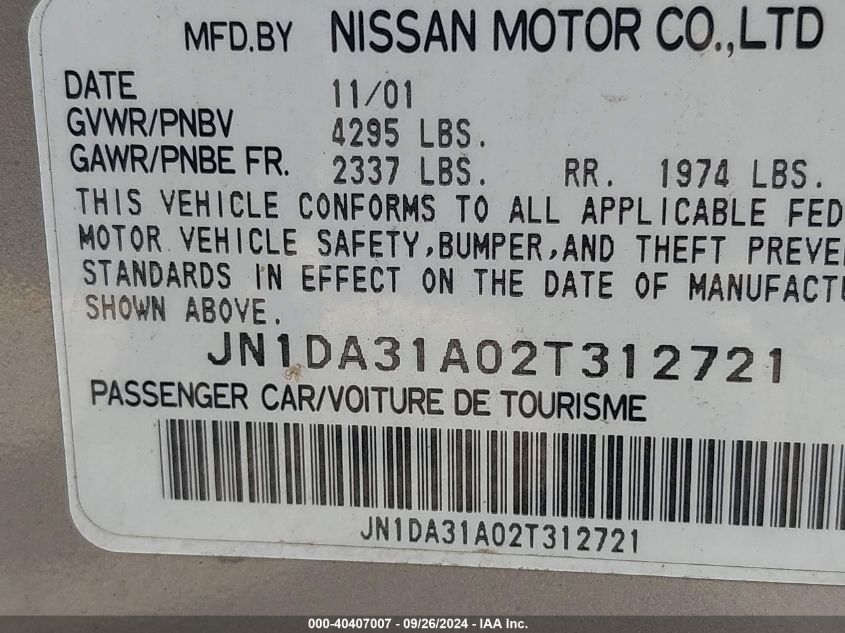 MFD.BY NISSAN MOTOR CO.,LTD
DATE 11/01
GVWR/PNBV 4295 LBS.
GAWR/PNBE FR. 2337 LBS. RR. 1974 LBS.
THIS VEHICLE CONFORMS TO ALL APPLICABLE FED
MOTOR VEHICLE SAFETY,BUMPER,AND THEFT PREVE
STANDARDS IN EFFECT ON THE DATE OF MANUFACTU
SHOWN ABOVE.
JN1DA31A02T312721
PASSENGER CAR/VOITURE DE TOURISME
JN1DA31A02T312721
000-40407007 - 09/26/2024 - IAA Inc.